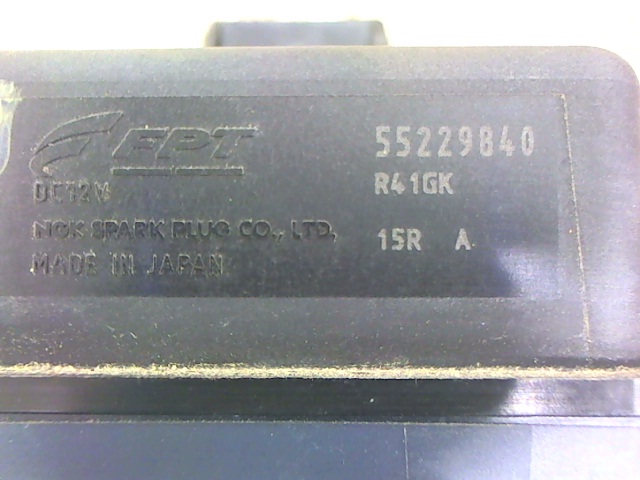 FPT
55229840
DC12V
R41GK
NGK SPARK PLUG CO., LTD.
15R A
MADE IN JAPAN